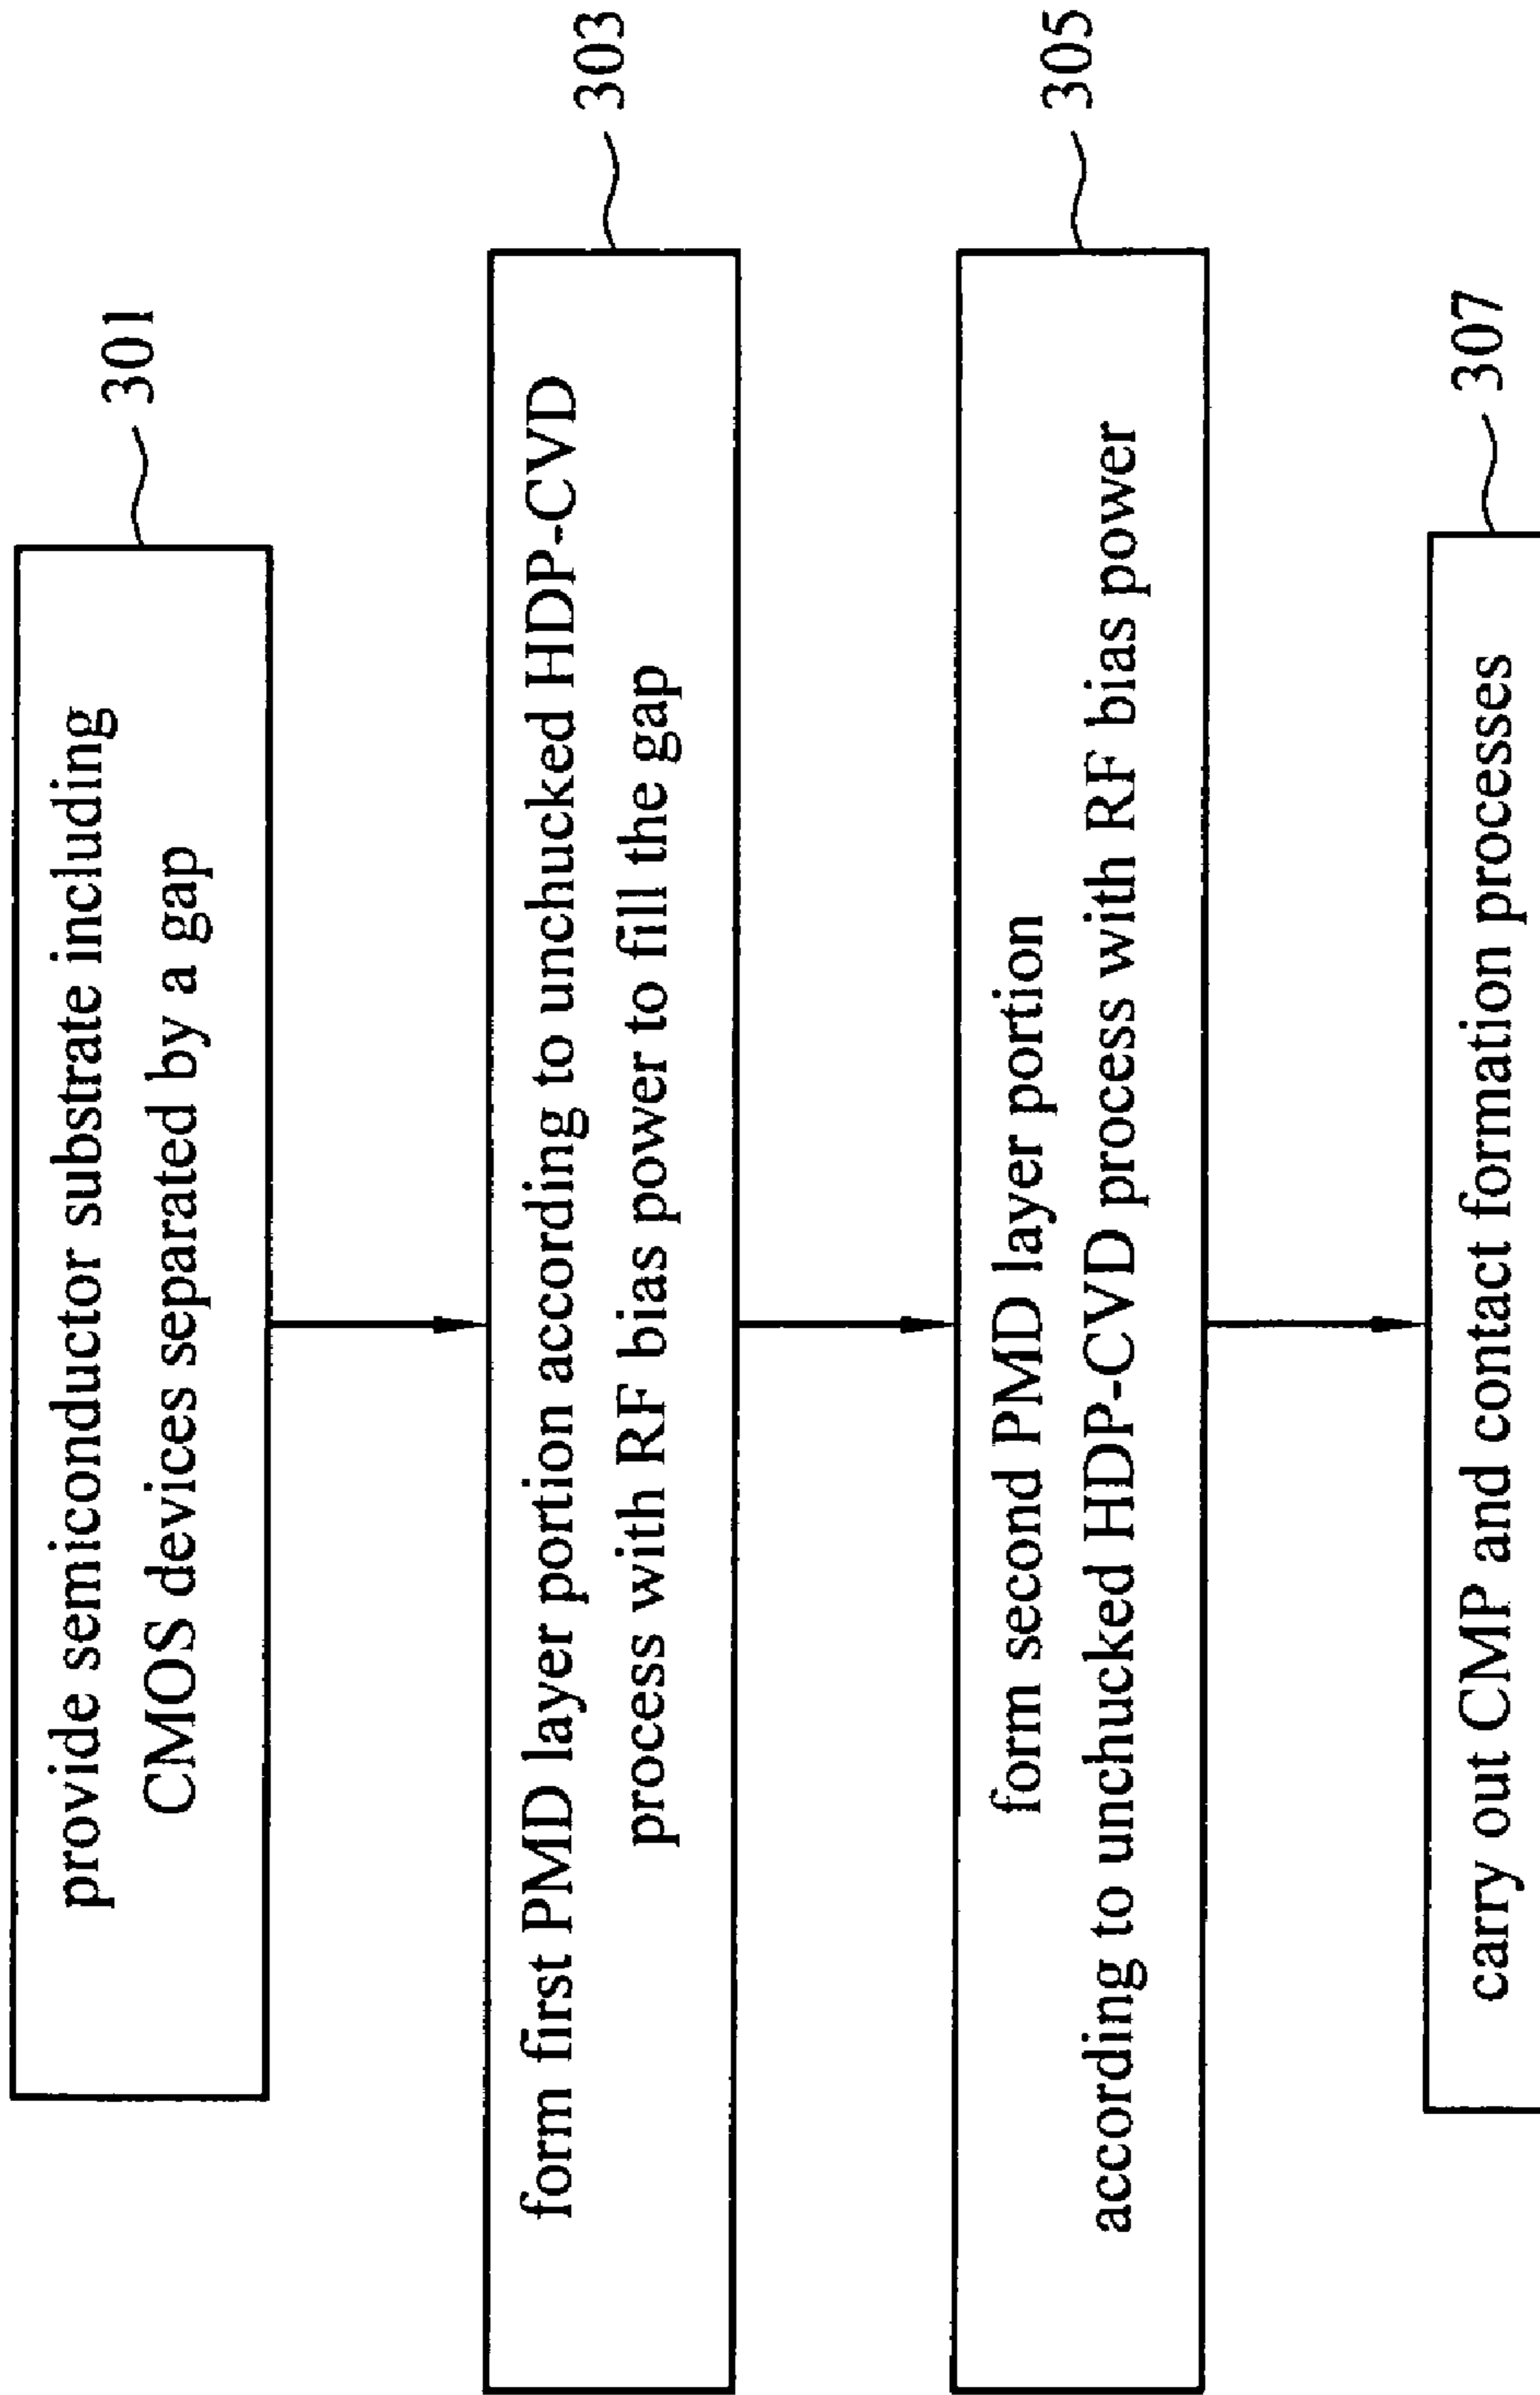 provide semiconductor substrate including
CMOS devices separated by a gap
301
form first PMD layer portion according to unchucked HDP-CVD
process with RF bias power to fill the gap
303
form second PMD layer portion
according to unchucked HDP-CVD process with RF bias power
305
carry out CMP and contact formation processes
307